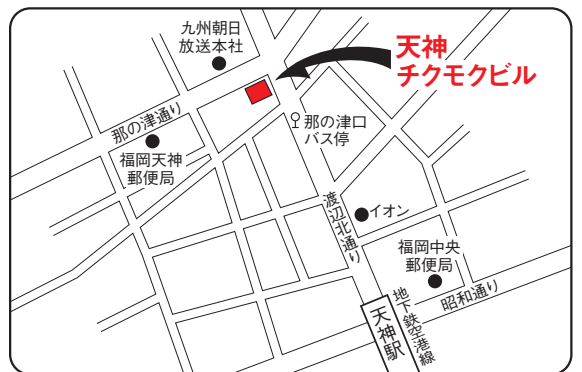 九州朝日
放送本社
天神
チクモクビル
那の津通り
那の津口
バス停
福岡天神
郵便局
渡辺北通り
イオン
福岡中央
郵便局
昭和通り
地下鉄空港線
天神駅